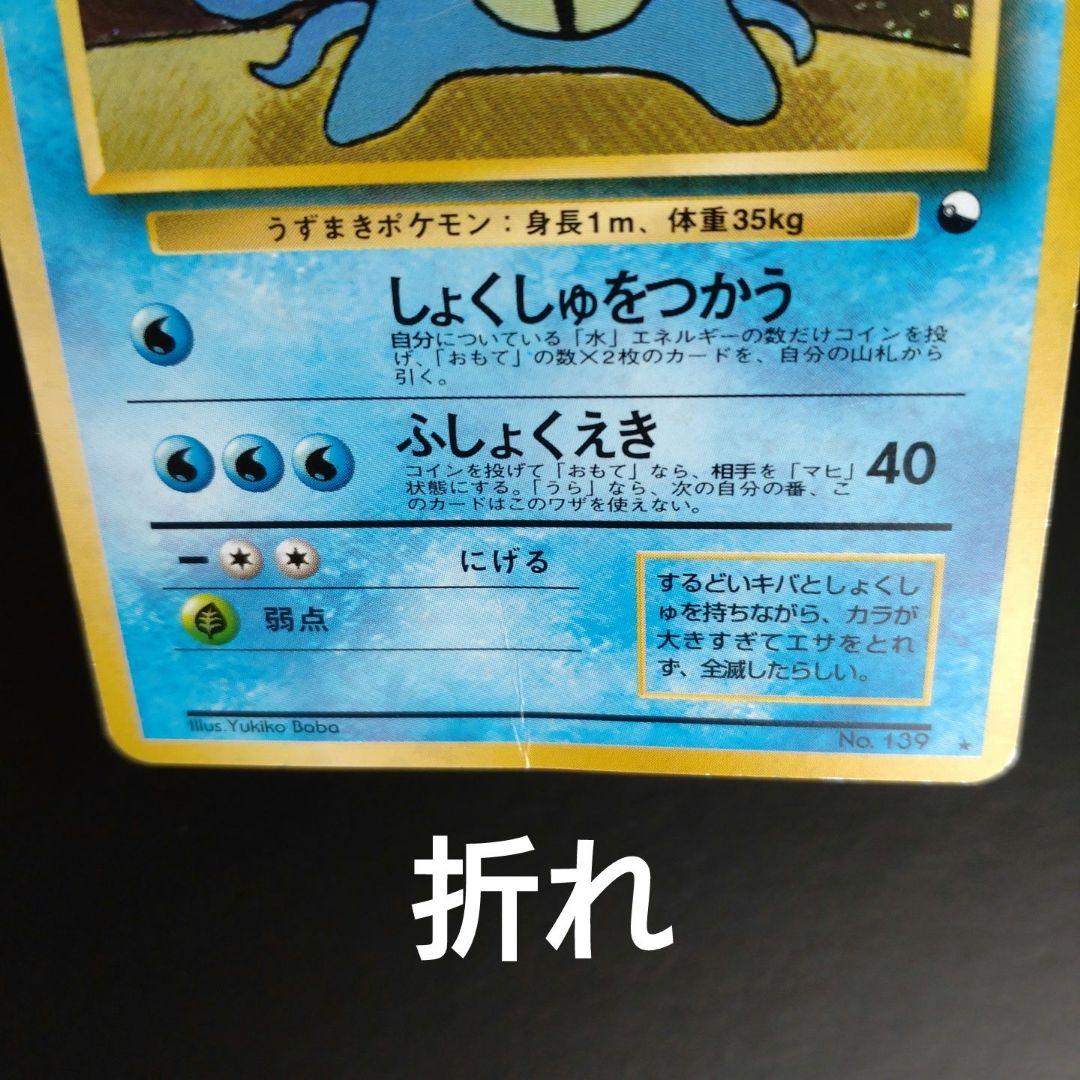 うずまきポケモン：身長1m、体重35kg
しょくしゅをつかう
自分についている「水」エネルギーの数だけコインを投
げ、「おもて」の数×2枚のカードを、自分の山札から
引く。
ふしょくえき
40
コインを投げて「おもて」なら、相手を「マヒ」
状態にする。「うら」なら、次の自分の番、こ
のカードはこのワザを使えない。
にげる
弱点
するどいキバとしょくし
ゅを持ちながら、カラが
大きすぎてエサをとれ
ず、全滅したらしい。
Illus.Yukiko Baba
No. 139 ★
折れ